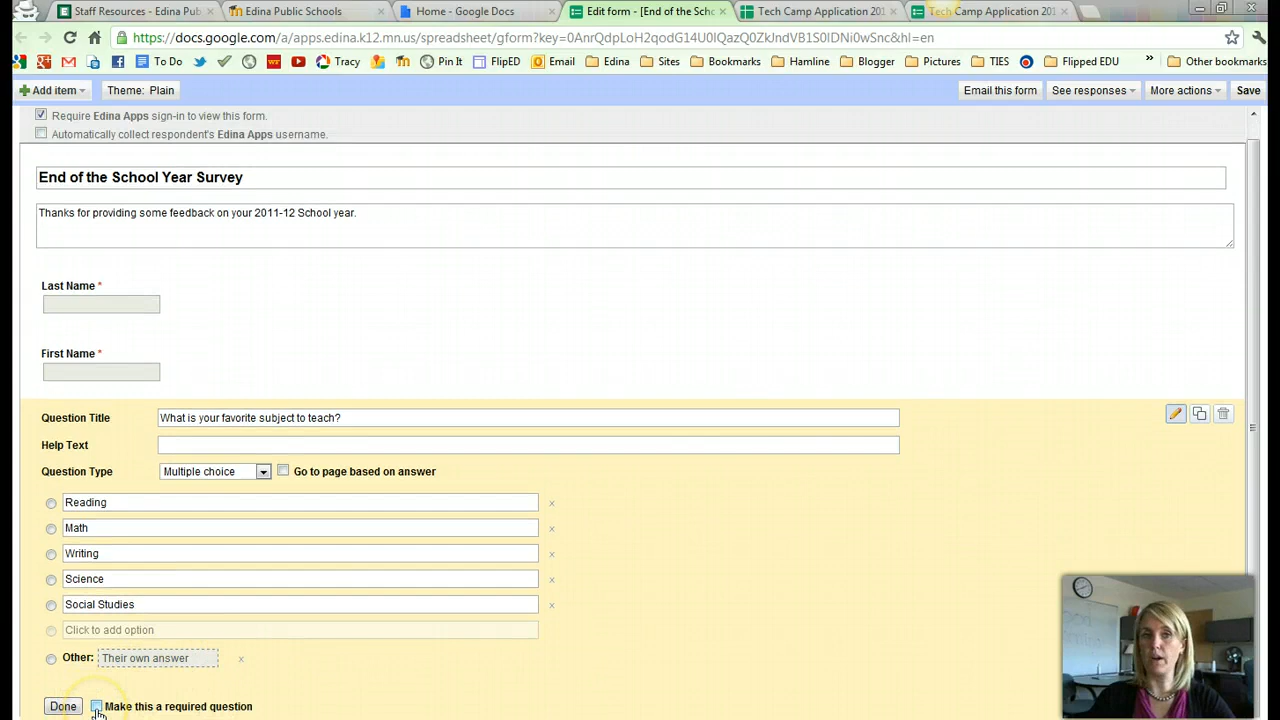 Staff Resources - Edina Pub
Edina Public Schools
Home - Google Docs
Edit form - [End of the Scho
Tech Camp Application 201
Tech Camp Application 201
https://docs.google.com/a/apps.edina.k12.mn.us/spreadsheet/gform?key=0AnrQdpLoH2qodG14U0lQazQ0ZkJndVB1S0lDNi0wSnc&hl=en
To Do
Tracy
Pin It
FlipED
Email
Edina
Sites
Bookmarks
Hamline
Blogger
Pictures
TIES
Flipped EDU
»
Other bookmarks
Add item
Theme: Plain
Email this form
See responses
More actions
Save
Require Edina Apps sign-in to view this form.
Automatically collect respondent's Edina Apps username.
End of the School Year Survey
Thanks for providing some feedback on your 2011-12 School year.
Last Name *
First Name *
Question Title What is your favorite subject to teach?
Help Text
Question Type Multiple choice Go to page based on answer
Reading
Math
Writing
Science
Social Studies
Click to add option
Other: Their own answer
Done Make this a required question